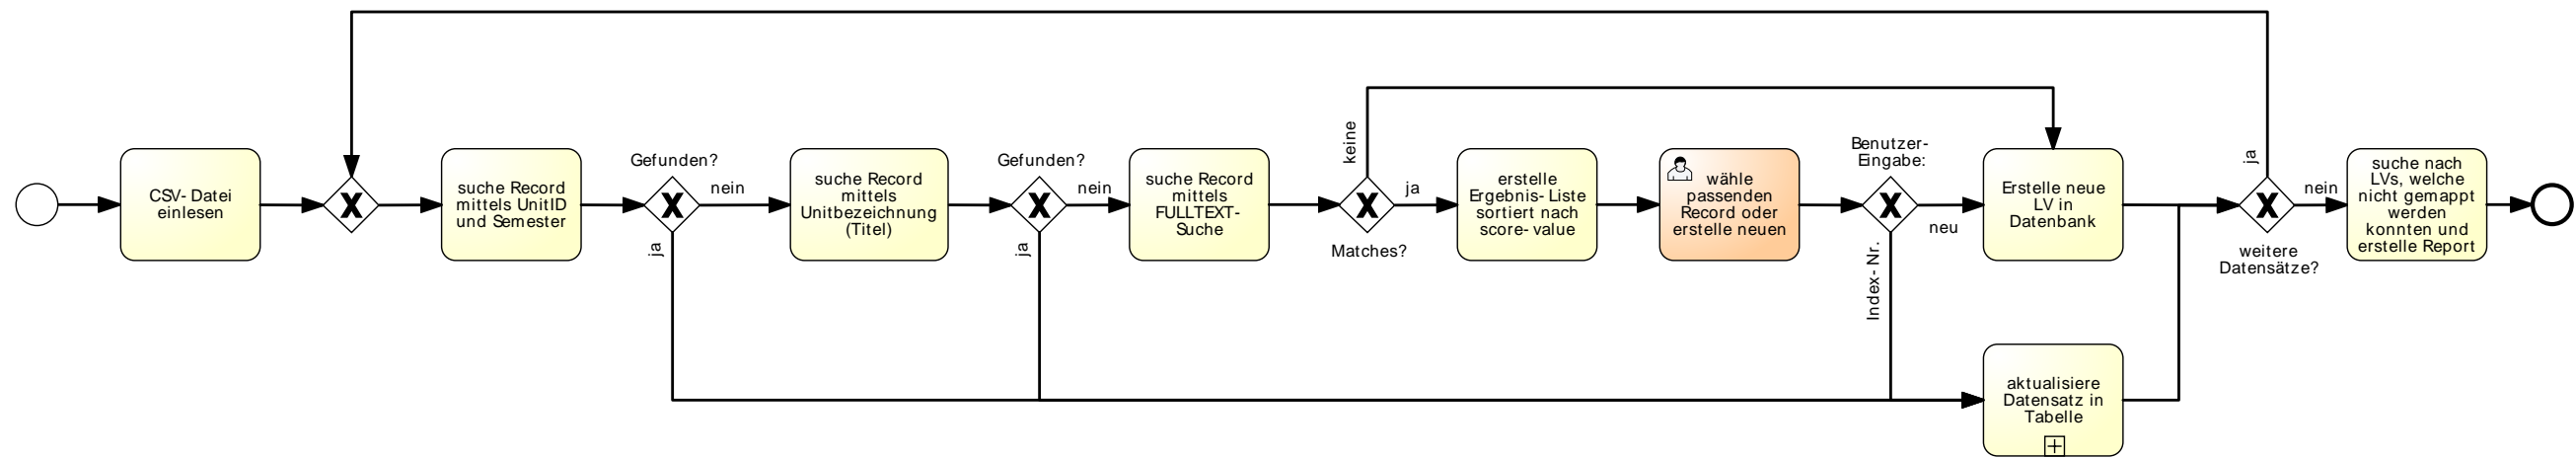 CSV- Datei
einlesen
suche Record
mittels UnitID
und Semester
Gefunden?
nein
ja
suche Record
mittels
Unitbezeichnung
(Titel)
Gefunden?
nein
ja
suche Record
mittels
FULLTEXT-
Suche
keine
ja
Matches?
erstelle
Ergebnis- Liste
sortiert nach
score- value
wähle
passenden
Record oder
erstelle neuen
Benutzer-
Eingabe:
neu
Index- Nr.
Erstelle neue
LV in
Datenbank
aktualisiere
Datensatz in
Tabelle
ja
nein
weitere
Datensätze?
suche nach
LVs, welche
nicht gemappt
werden
konnten und
erstelle Report